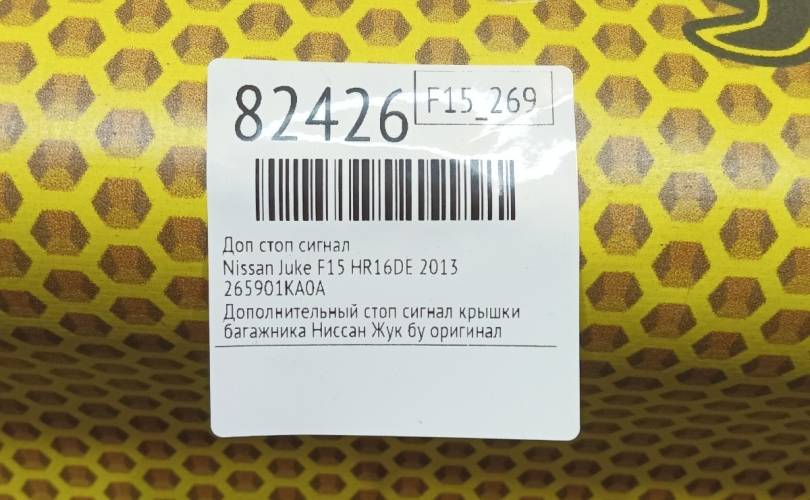 82426
F15_269
Доп стоп сигнал
Nissan Juke F15 HR16DE 2013
265901KA0A
Дополнительный стоп сигнал крышки
багажника Ниссан Жук бу оригинал